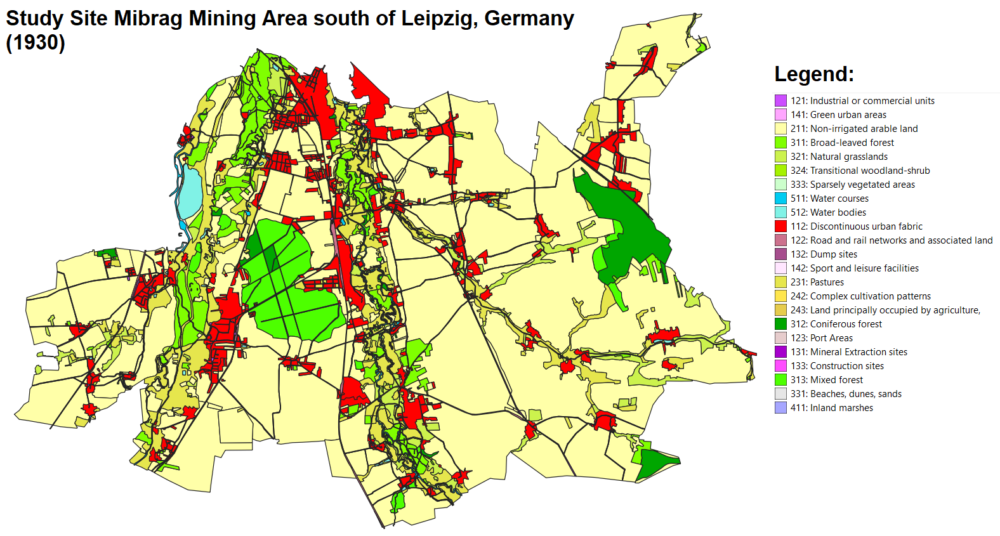 Study Site Mibrag Mining Area south of Leipzig, Germany
(1930)
Legend:
121: Industrial or commercial units
141: Green urban areas
211: Non-irrigated arable land
311: Broad-leaved forest
321: Natural grasslands
324: Transitional woodland-shrub
333: Sparsely vegetated areas
511: Water courses
512: Water bodies
112: Discontinuous urban fabric
122: Road and rail networks and associated land
132: Dump sites
142: Sport and leisure facilities
231: Pastures
242: Complex cultivation patterns
243: Land principally occupied by agriculture,
312: Coniferous forest
123: Port Areas
131: Mineral Extraction sites
133: Construction sites
313: Mixed forest
331: Beaches, dunes, sands
411: Inland marshes